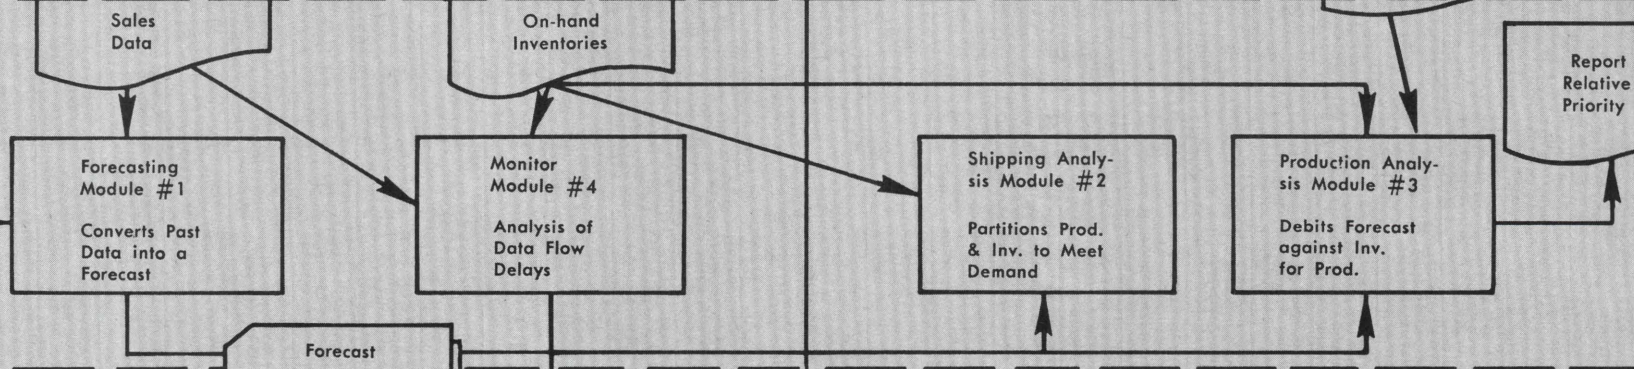 Sales
Data
On-hand
Inventories
Report
Relative
Priority
Forecasting
Module #1
Converts Past
Data into a
Forecast
Monitor
Module #4
Analysis of
Data Flow
Delays
Shipping Analy-
sis Module #2
Partitions Prod.
& Inv. to Meet
Demand
Production Analy-
sis Module #3
Debits Forecast
against Inv.
for Prod.
Forecast